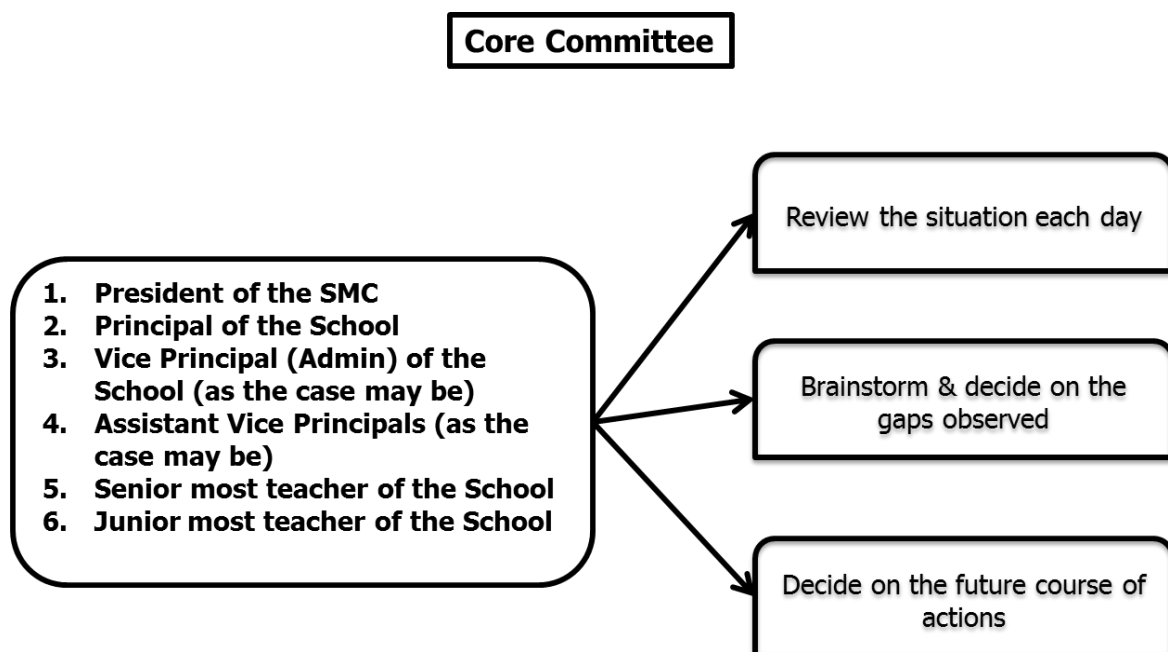 Core Committee
1. President of the SMC
2. Principal of the School
3. Vice Principal (Admin) of the
School (as the case may be)
4. Assistant Vice Principals (as the
case may be)
5. Senior most teacher of the School
6. Junior most teacher of the School
Review the situation each day
Brainstorm & decide on the
gaps observed
Decide on the future course of
actions